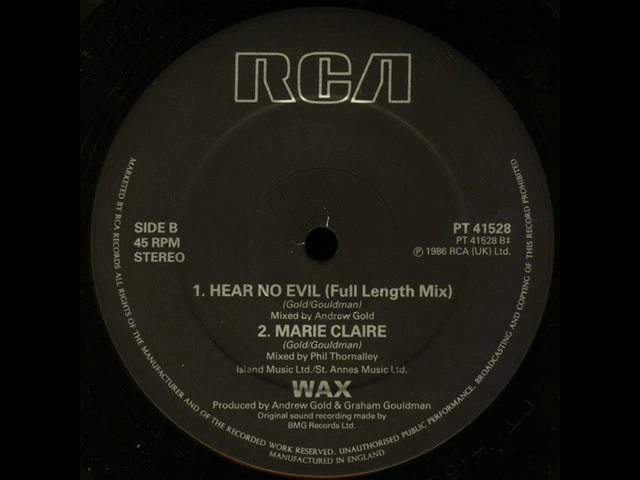 RCA
SIDE B
45 RPM
STEREO
PT 41528
PT 41528 B‡
℗ 1986 RCA (UK) Ltd.
1. HEAR NO EVIL (Full Length Mix)
(Gold/Gouldman)
Mixed by Andrew Gold
2. MARIE CLAIRE
(Gold/Gouldman)
Mixed by Phil Thornalley
Island Music Ltd./St. Annes Music Ltd.
WAX
Produced by Andrew Gold & Graham Gouldman
Original sound recording made by
BMG Records Ltd.
MARKETED BY RCA RECORDS ALL RIGHTS OF THE MANUFACTURER AND OF THE OWNER OF THE RECORDED WORK RESERVED. UNAUTHORISED PUBLIC PERFORMANCE, BROADCASTING AND COPYING OF THIS RECORD PROHIBITED
MANUFACTURED IN ENGLAND